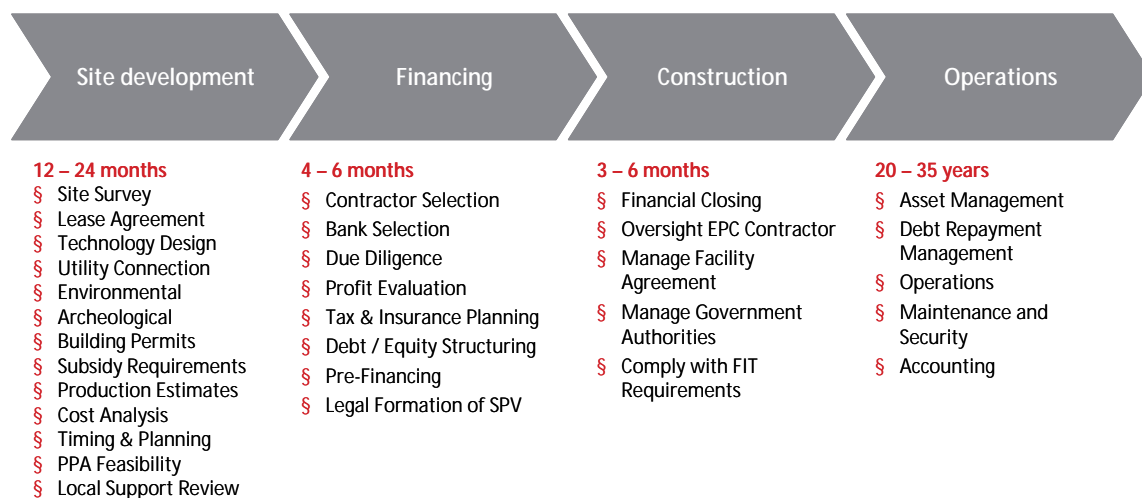 Site development
Financing
Construction
Operations
12 – 24 months
§ Site Survey
§ Lease Agreement
§ Technology Design
§ Utility Connection
§ Environmental
§ Archeological
§ Building Permits
§ Subsidy Requirements
§ Production Estimates
§ Cost Analysis
§ Timing & Planning
§ PPA Feasibility
§ Local Support Review
4 – 6 months
§ Contractor Selection
§ Bank Selection
§ Due Diligence
§ Profit Evaluation
§ Tax & Insurance Planning
§ Debt / Equity Structuring
§ Pre-Financing
§ Legal Formation of SPV
3 – 6 months
§ Financial Closing
§ Oversight EPC Contractor
§ Manage Facility
Agreement
§ Manage Government
Authorities
§ Comply with FIT
Requirements
20 – 35 years
§ Asset Management
§ Debt Repayment
Management
§ Operations
§ Maintenance and
Security
§ Accounting